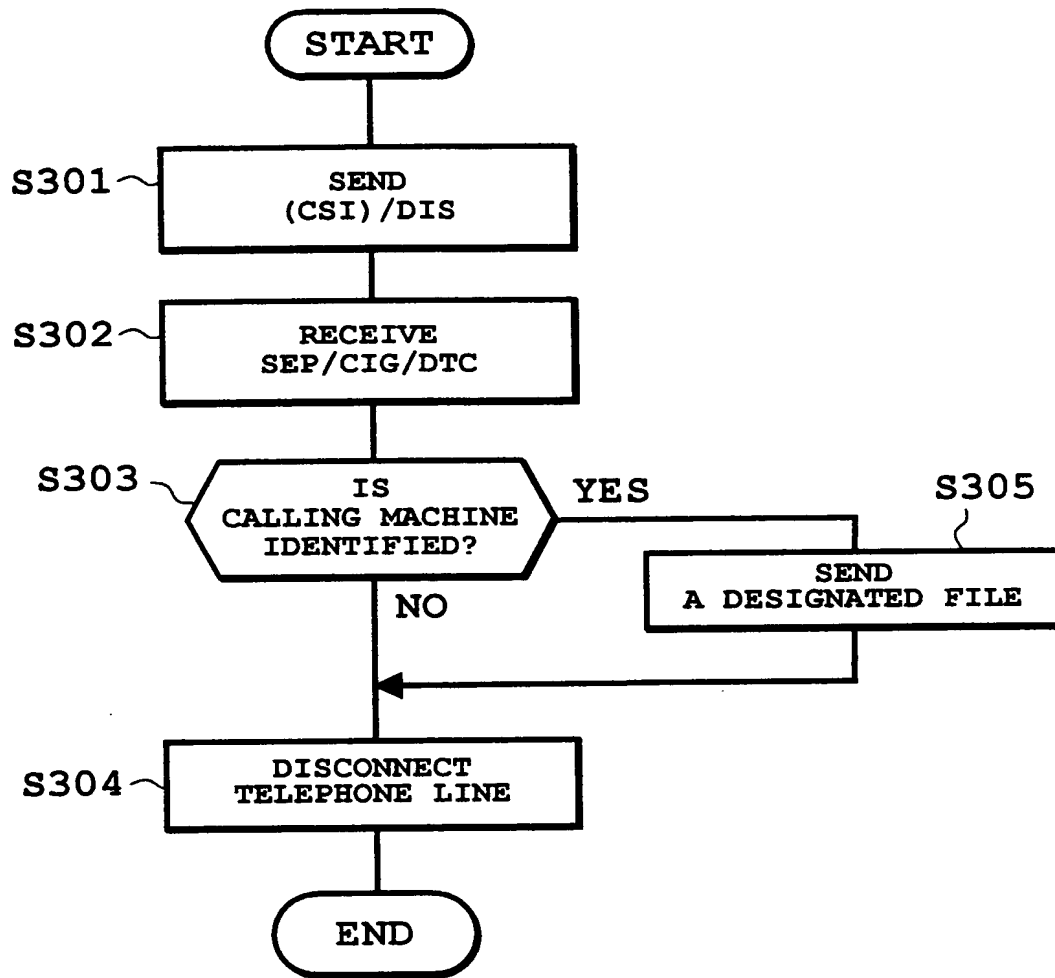 START
S301
SEND
(CSI)/DIS
S302
RECEIVE
SEP/CIG/DTC
S303
IS
CALLING MACHINE
IDENTIFIED?
YES
NO
S305
SEND
A DESIGNATED FILE
S304
DISCONNECT
TELEPHONE LINE
END